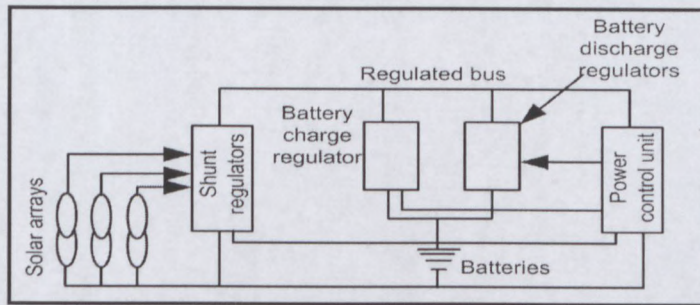 Battery
discharge
regulators
Regulated bus
Battery
charge
regulator
Shunt
regulators
Solar arrays
Power
control unit
Batteries